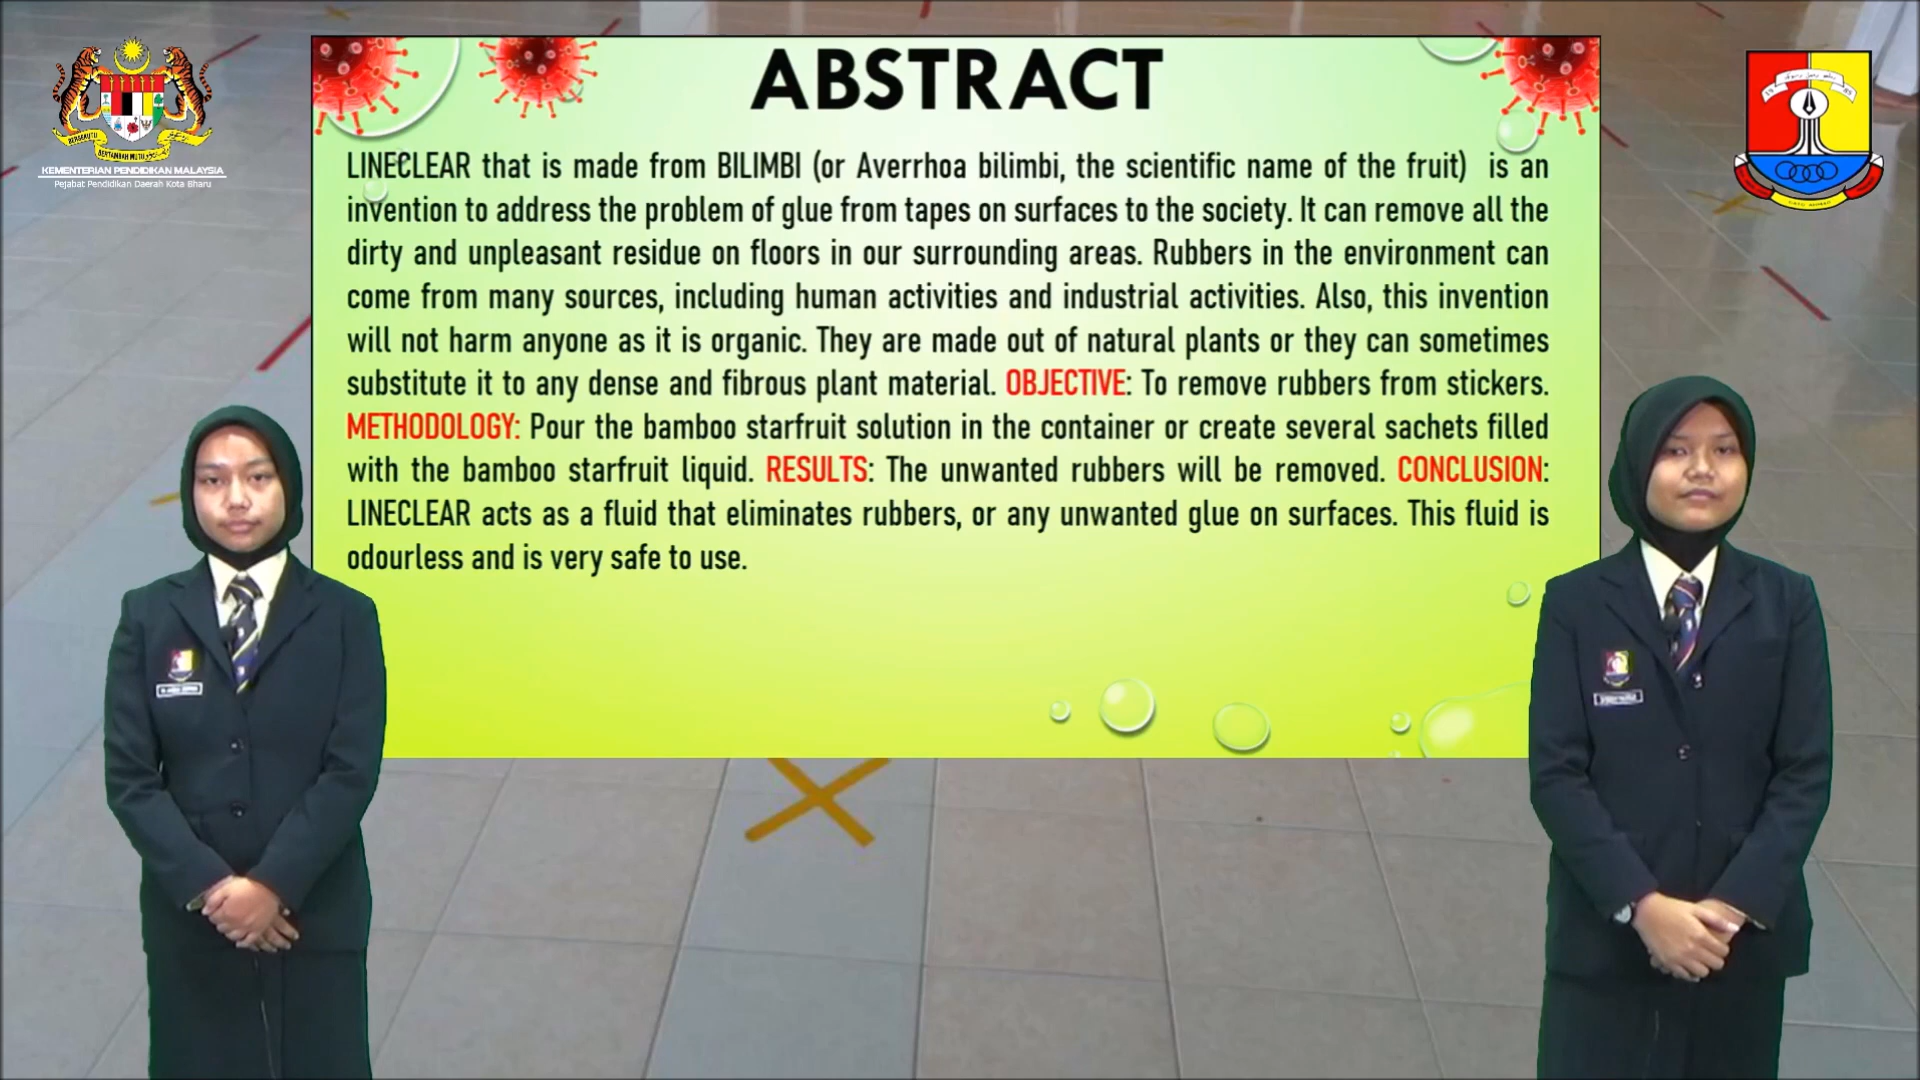 ABSTRACT
LINECLEAR that is made from BILIMBI (or Averrhoa bilimbi, the scientific name of the fruit) is an
invention to address the problem of glue from tapes on surfaces to the society. It can remove all the
dirty and unpleasant residue on floors in our surrounding areas. Rubbers in the environment can
come from many sources, including human activities and industrial activities. Also, this invention
will not harm anyone as it is organic. They are made out of natural plants or they can sometimes
substitute it to any dense and fibrous plant material. OBJECTIVE: To remove rubbers from stickers.
METHODOLOGY: Pour the bamboo starfruit solution in the container or create several sachets filled
with the bamboo starfruit liquid. RESULTS: The unwanted rubbers will be removed. CONCLUSION:
LINECLEAR acts as a fluid that eliminates rubbers, or any unwanted glue on surfaces. This fluid is
odourless and is very safe to use.
BERSEKUTU
BERTAMBAH MUTU
KEMENTERIAN PENDIDIKAN MALAYSIA
Pejabat Pendidikan Daerah Kota Bharu